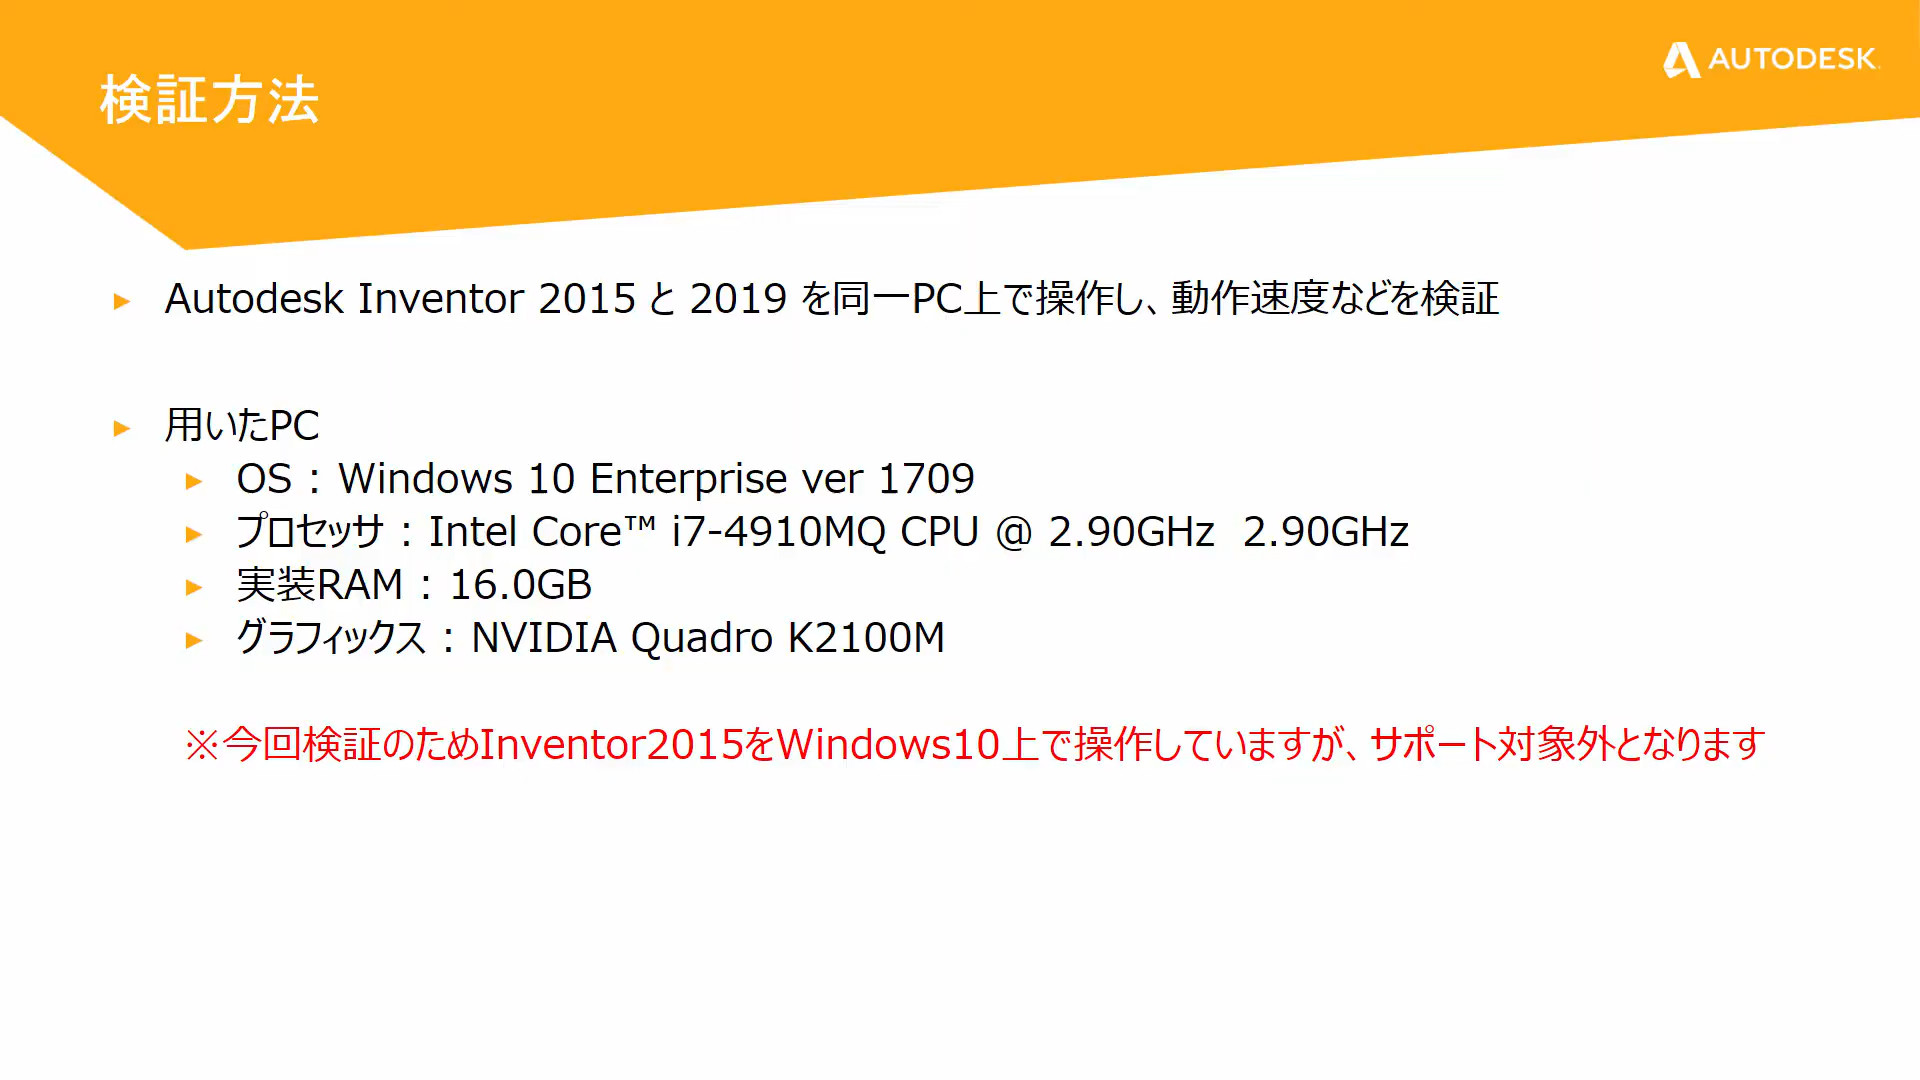 検証方法
AUTODESK
Autodesk Inventor 2015 と 2019 を同一PC上で操作し、動作速度などを検証
用いたPC
OS : Windows 10 Enterprise ver 1709
プロセッサ : Intel Core™ i7-4910MQ CPU @ 2.90GHz 2.90GHz
実装RAM : 16.0GB
グラフィックス : NVIDIA Quadro K2100M
※今回検証のためInventor2015をWindows10上で操作していますが、サポート対象外となります